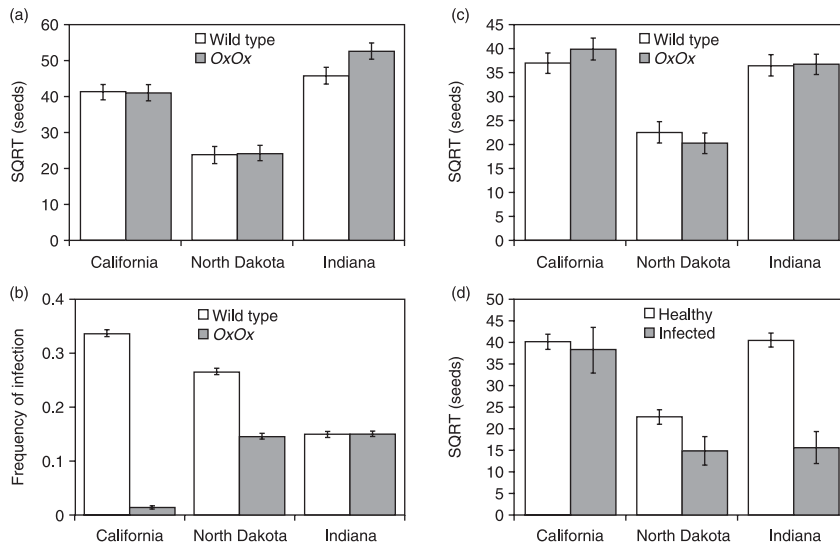 (a)
60
50
40
30
20
10
0
SQRT (seeds)
Wild type
OxOx
California North Dakota Indiana
(c)
45
40
35
30
25
20
15
10
5
0
SQRT (seeds)
Wild type
OxOx
California North Dakota Indiana
(b)
0.4
0.3
0.2
0.1
0
Frequency of infection
Wild type
OxOx
California North Dakota Indiana
(d)
50
45
40
35
30
25
20
15
10
5
0
SQRT (seeds)
Healthy
Infected
California North Dakota Indiana